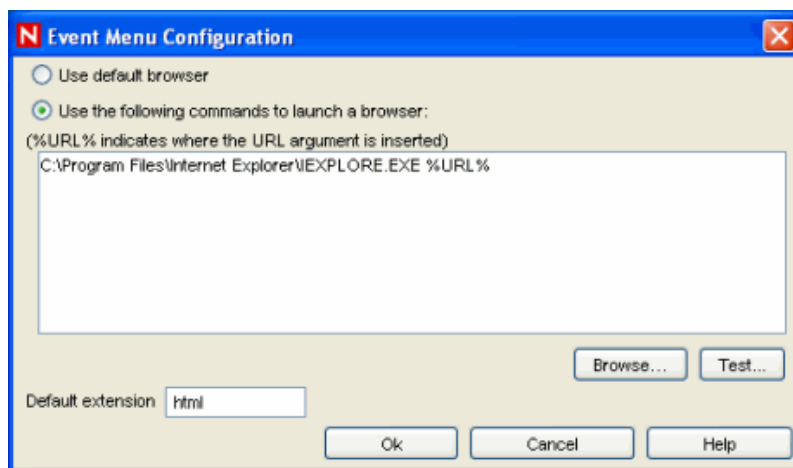 N Event Menu Configuration
Use default browser
Use the following commands to launch a browser:
(%URL% indicates where the URL argument is inserted)
C:\Program Files\Internet Explorer\IEXPLORE.EXE %URL%
Browse... Test...
Default extension html
Ok Cancel Help